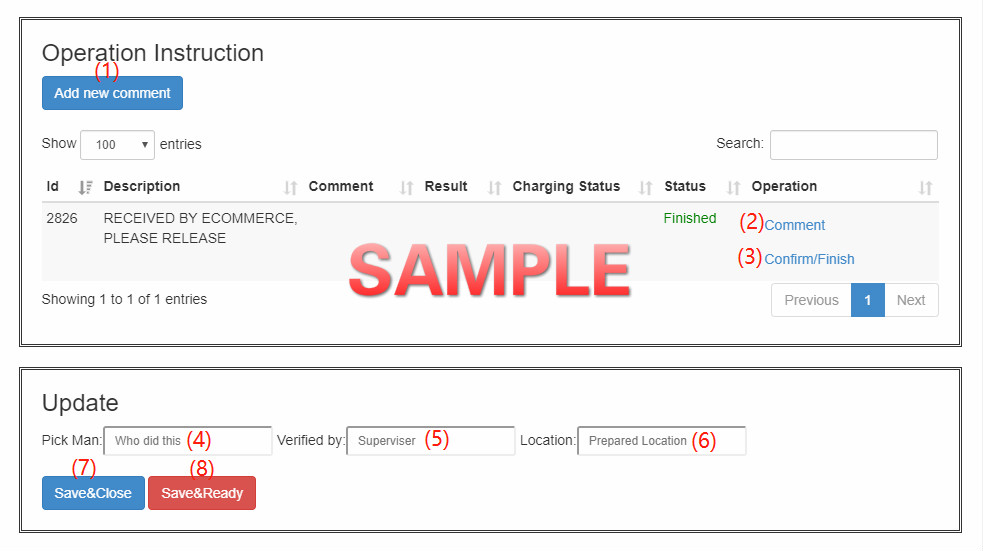 Operation Instruction
(1)
Add new comment
Show 100 entries Search:
Id Description Comment Result Charging Status Status Operation
2826 RECEIVED BY ECOMMERCE, Finished (2) Comment
PLEASE RELEASE
(3) Confirm/Finish
SAMPLE
Showing 1 to 1 of 1 entries Previous 1 Next
Update
Pick Man: Who did this (4) Verified by: Superviser (5) Location: Prepared Location (6)
(7) (8)
Save&Close Save&Ready